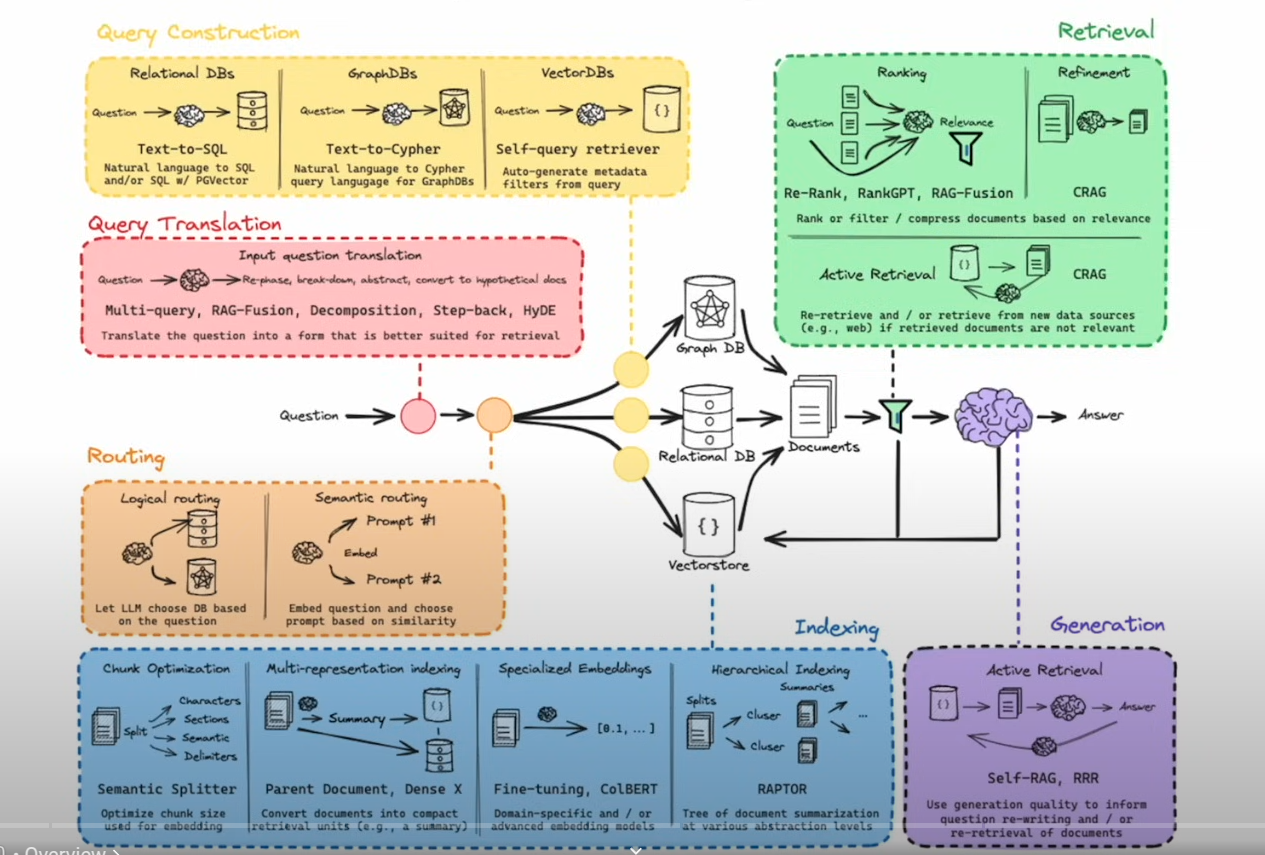 Query Construction
Relational DBs
Question
Text-to-SQL
Natural language to SQL
and/or SQL w/ PGVector
GraphDBs
Question
Text-to-Cypher
Natural language to Cypher
query langugage for GraphDBs
VectorDBs
Question
{}
Self-query retriever
Auto-generate metadata
filters from query
Retrieval
Ranking
Question
Relevance
Re-Rank, RankGPT, RAG-Fusion
Refinement
CRAG
Rank or filter / compress documents based on relevance
Active Retrieval
{}
CRAG
Re-retrieve and / or retrieve from new data sources
(e.g., web) if retrieved documents are not relevant
Query Translation
Input question translation
Question
Re-phase, break-down, abstract, convert to hypothetical docs
Multi-query, RAG-Fusion, Decomposition, Step-back, HyDE
Translate the question into a form that is better suited for retrieval
Question
Graph DB
Relational DB
{}
Vectorstore
Documents
Answer
Routing
Logical routing
Let LLM choose DB based
on the question
Semantic routing
Prompt #1
Embed
Prompt #2
Embed question and choose
prompt based on similarity
Indexing
Chunk Optimization
Split
Characters
Sections
Semantic
Delimiters
Semantic Splitter
Optimize chunk size
used for embedding
Multi-representation indexing
Summary
{}
Parent Document, Dense X
Convert documents into compact
retrieval units (e.g., a summary)
Specialized Embeddings
[0.1, ...]
Fine-tuning, ColBERT
Domain-specific and / or
advanced embedding models
Hierarchical Indexing
Summaries
Splits
Cluser
...
Cluser
RAPTOR
Tree of document summarization
at various abstraction levels
Generation
Active Retrieval
{}
Answer
Self-RAG, RRR
Use generation quality to inform
question re-writing and / or
re-retrieval of documents
• Overview >